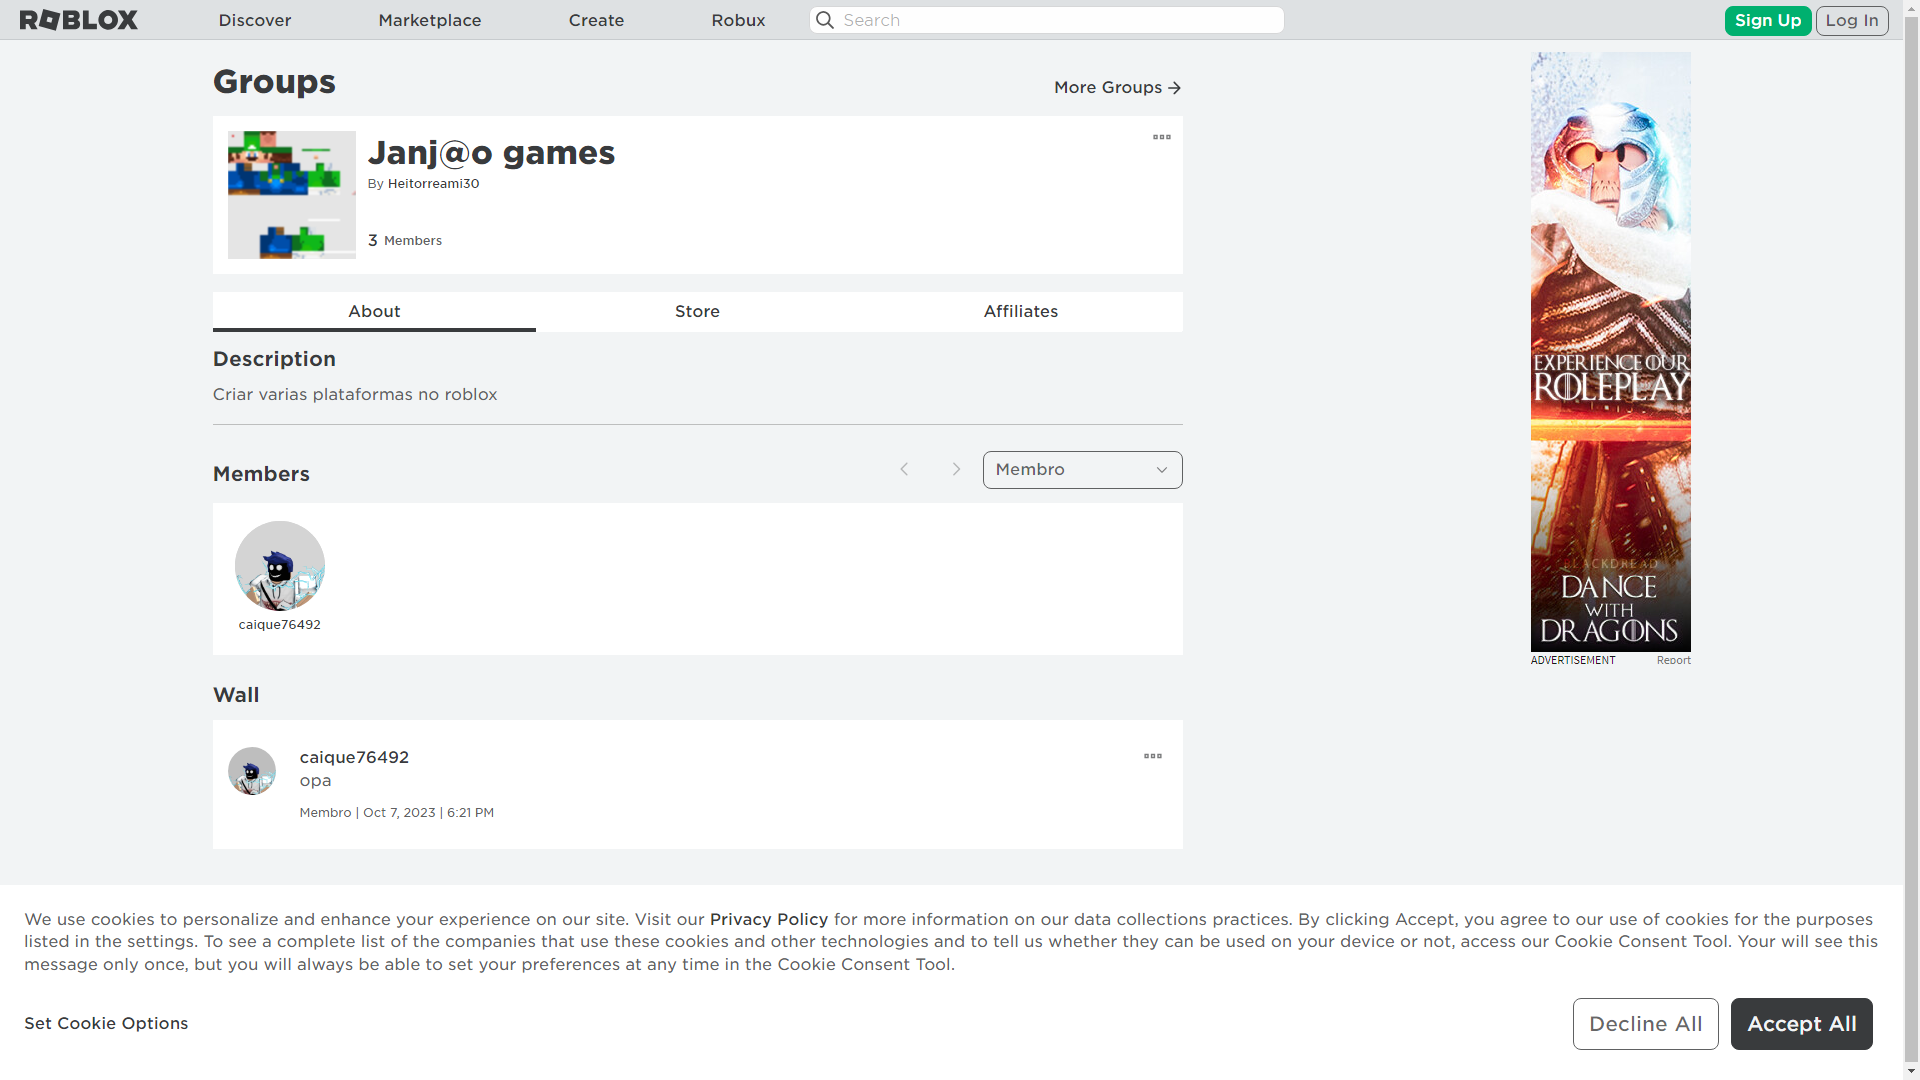 ROBLOX Discover Marketplace Create Robux Search Sign Up Log In
Groups
More Groups
Janj@o games
By Heitorreami30
3 Members
About Store Affiliates
Description
Criar varias plataformas no roblox
Members
Membro
caique76492
Wall
caique76492
opa
Membro | Oct 7, 2023 | 6:21 PM
EXPERIENCE OUR
ROLEPLAY
BLACKDREAD
DANCE
WITH
DRAGONS
ADVERTISEMENT Report
We use cookies to personalize and enhance your experience on our site. Visit our Privacy Policy for more information on our data collections practices. By clicking Accept, you agree to our use of cookies for the purposes
listed in the settings. To see a complete list of the companies that use these cookies and other technologies and to tell us whether they can be used on your device or not, access our Cookie Consent Tool. Your will see this
message only once, but you will always be able to set your preferences at any time in the Cookie Consent Tool.
Set Cookie Options
Decline All
Accept All